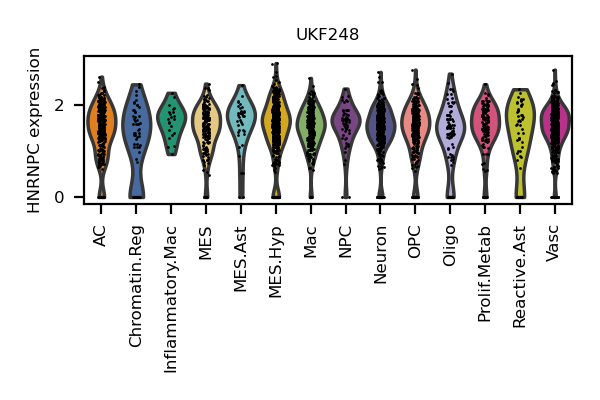 UKF248
HNRNPC expression
2
0
AC
Chromatin.Reg
Inflammatory.Mac
MES
MES.Ast
MES.Hyp
Mac
NPC
Neuron
OPC
Oligo
Prolif.Metab
Reactive.Ast
Vasc